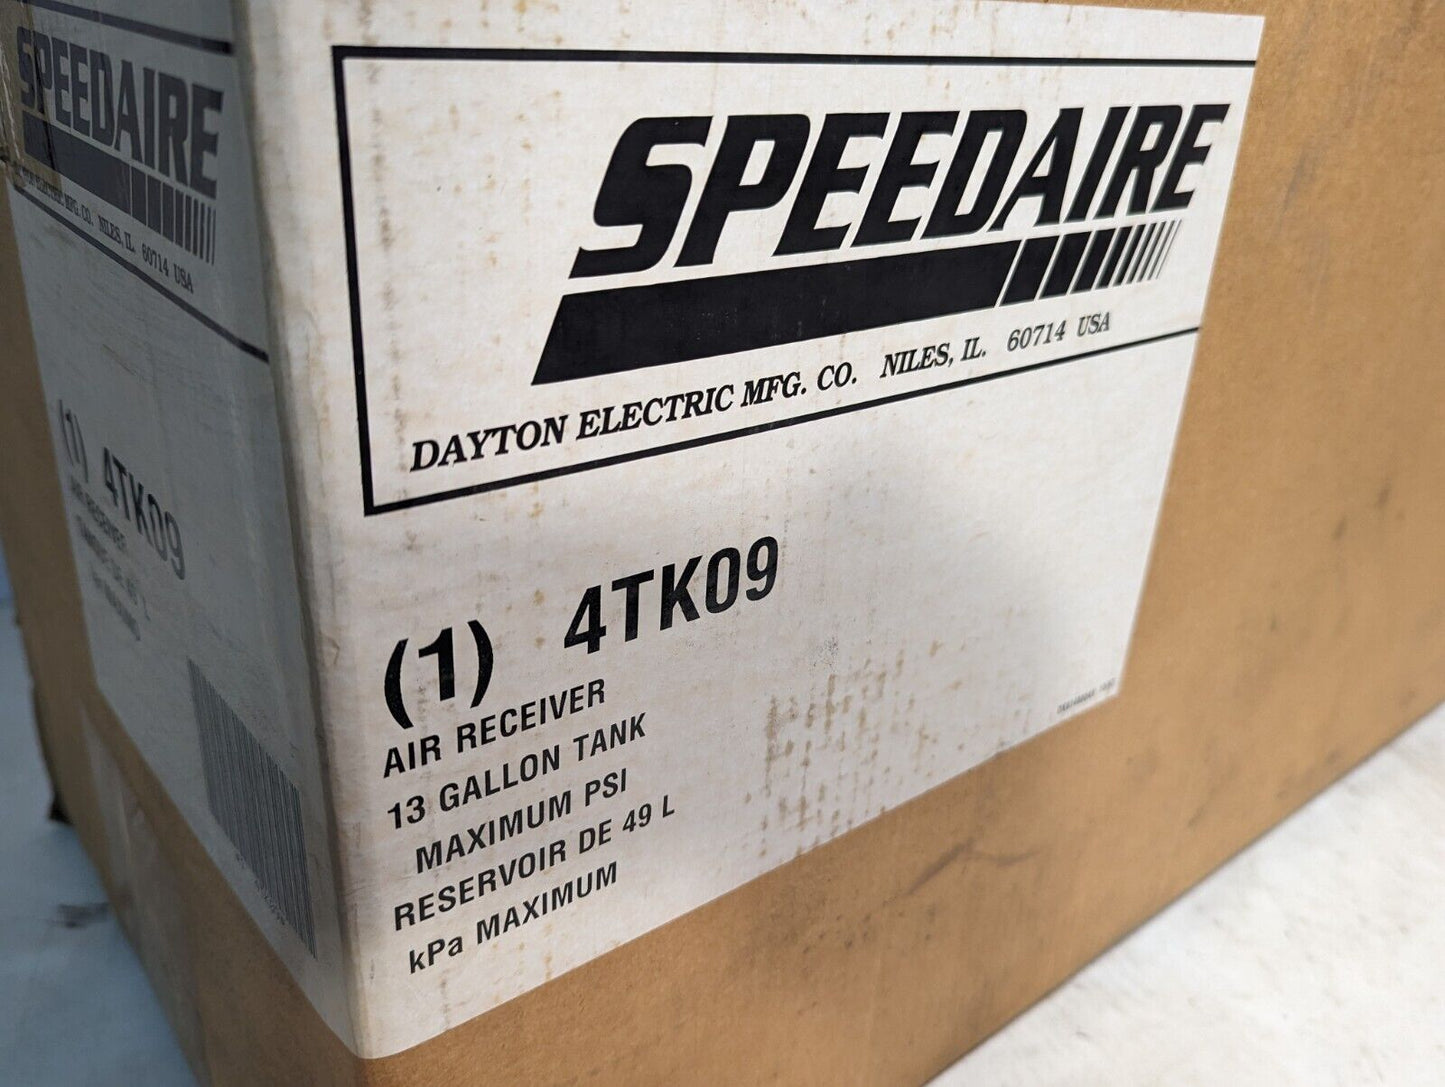 SPEEDAIRE
ELECTRIC MFG. CO. NILES, IL. 60714 USA
(1) 4TK09
AIR RECEIVER
SPEEDAIRE
DAYTON ELECTRIC MFG. CO. NILES, IL. 60714 USA
(1) 4TK09
AIR RECEIVER
13 GALLON TANK
MAXIMUM PSI
RESERVOIR DE 49 L
kPa MAXIMUM